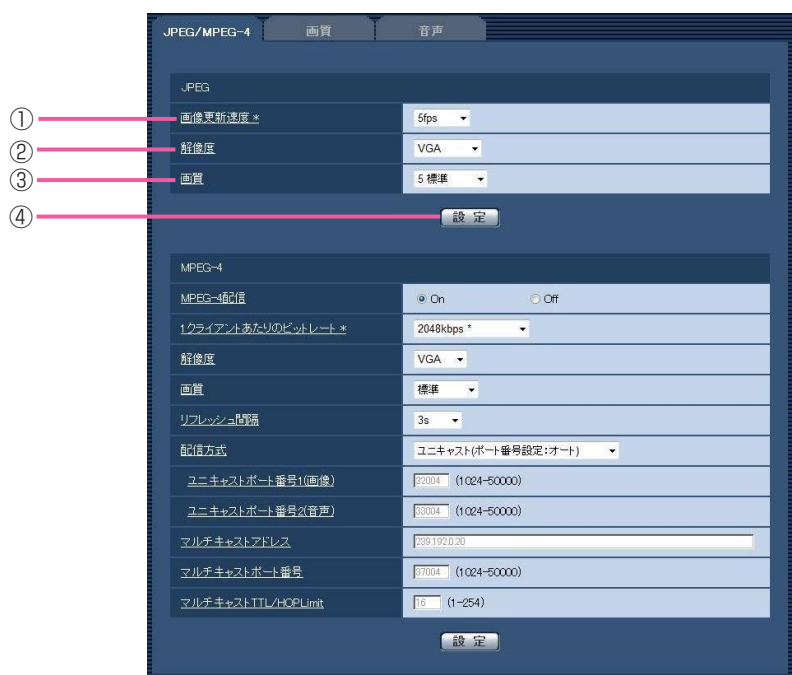 JPEG/MPEG-4 画質 音声
JPEG
① 画像更新速度 * 5fps
② 解像度 VGA
③ 画質 5 標準
④ 設 定
MPEG-4
MPEG-4配信 On Off
1クライアントあたりのビットレート * 2048kbps *
解像度 VGA
画質 標準
リフレッシュ間隔 3s
配信方式 ユニキャスト(ポート番号設定:オート)
ユニキャストポート番号1(画像) 32004 (1024-50000)
ユニキャストポート番号2(音声) 33004 (1024-50000)
マルチキャストアドレス 239.192.0.20
マルチキャストポート番号 37004 (1024-50000)
マルチキャストTTL/HOPLimit 16 (1-254)
設 定